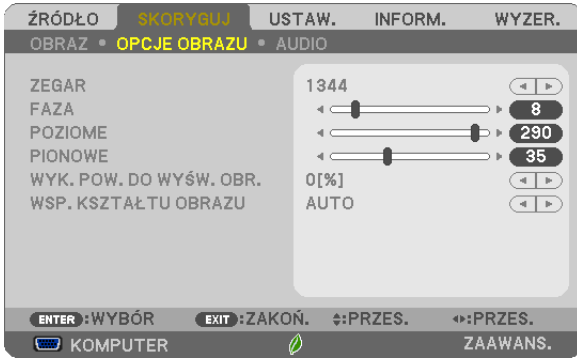 ŹRÓDŁO SKORYGUJ USTAW. INFORM. WYZER.
OBRAZ • OPCJE OBRAZU • AUDIO
ZEGAR 1344
FAZA 8
POZIOME 290
PIONOWE 35
WYK. POW. DO WYŚW. OBR. 0[%]
WSP. KSZTAŁTU OBRAZU AUTO
ENTER :WYBÓR EXIT :ZAKOŃ. :PRZES. :PRZES.
KOMPUTER ZAAWANS.